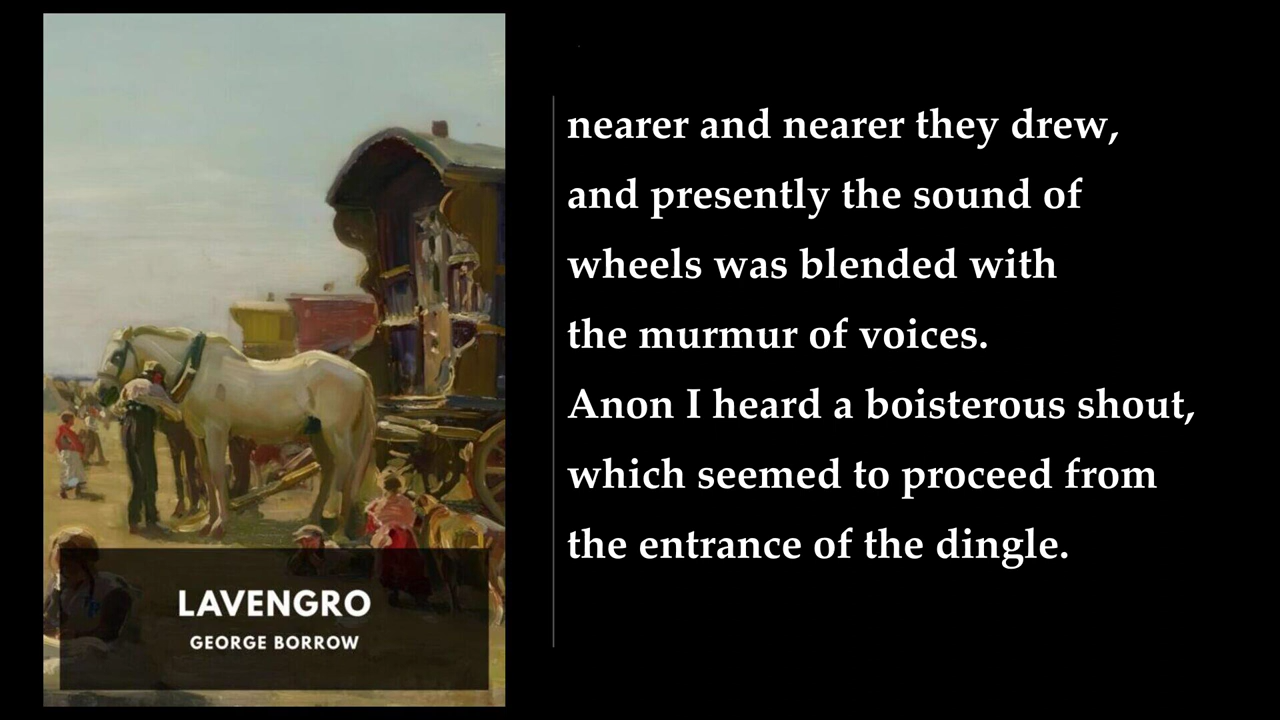 nearer and nearer they drew,
and presently the sound of
wheels was blended with
the murmur of voices.
Anon I heard a boisterous shout,
which seemed to proceed from
the entrance of the dingle.
LAVENGRO
GEORGE BORROW